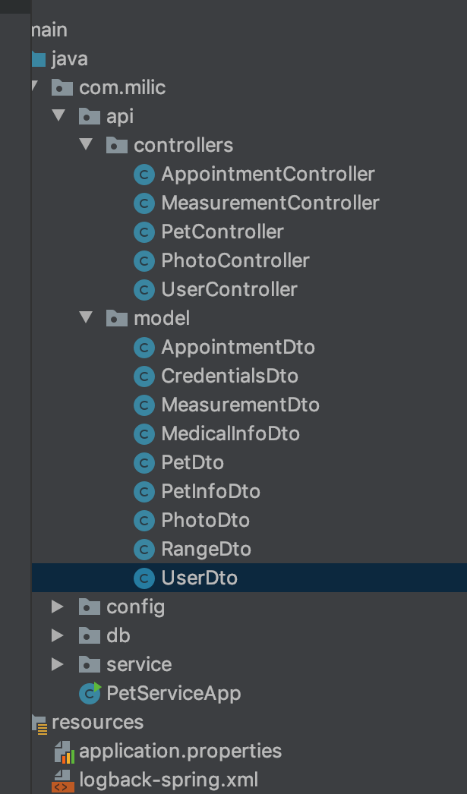 main
java
com.milic
api
controllers
AppointmentController
MeasurementController
PetController
PhotoController
UserController
model
AppointmentDto
CredentialsDto
MeasurementDto
MedicalInfoDto
PetDto
PetInfoDto
PhotoDto
RangeDto
UserDto
config
db
service
PetServiceApp
resources
application.properties
logback-spring.xml